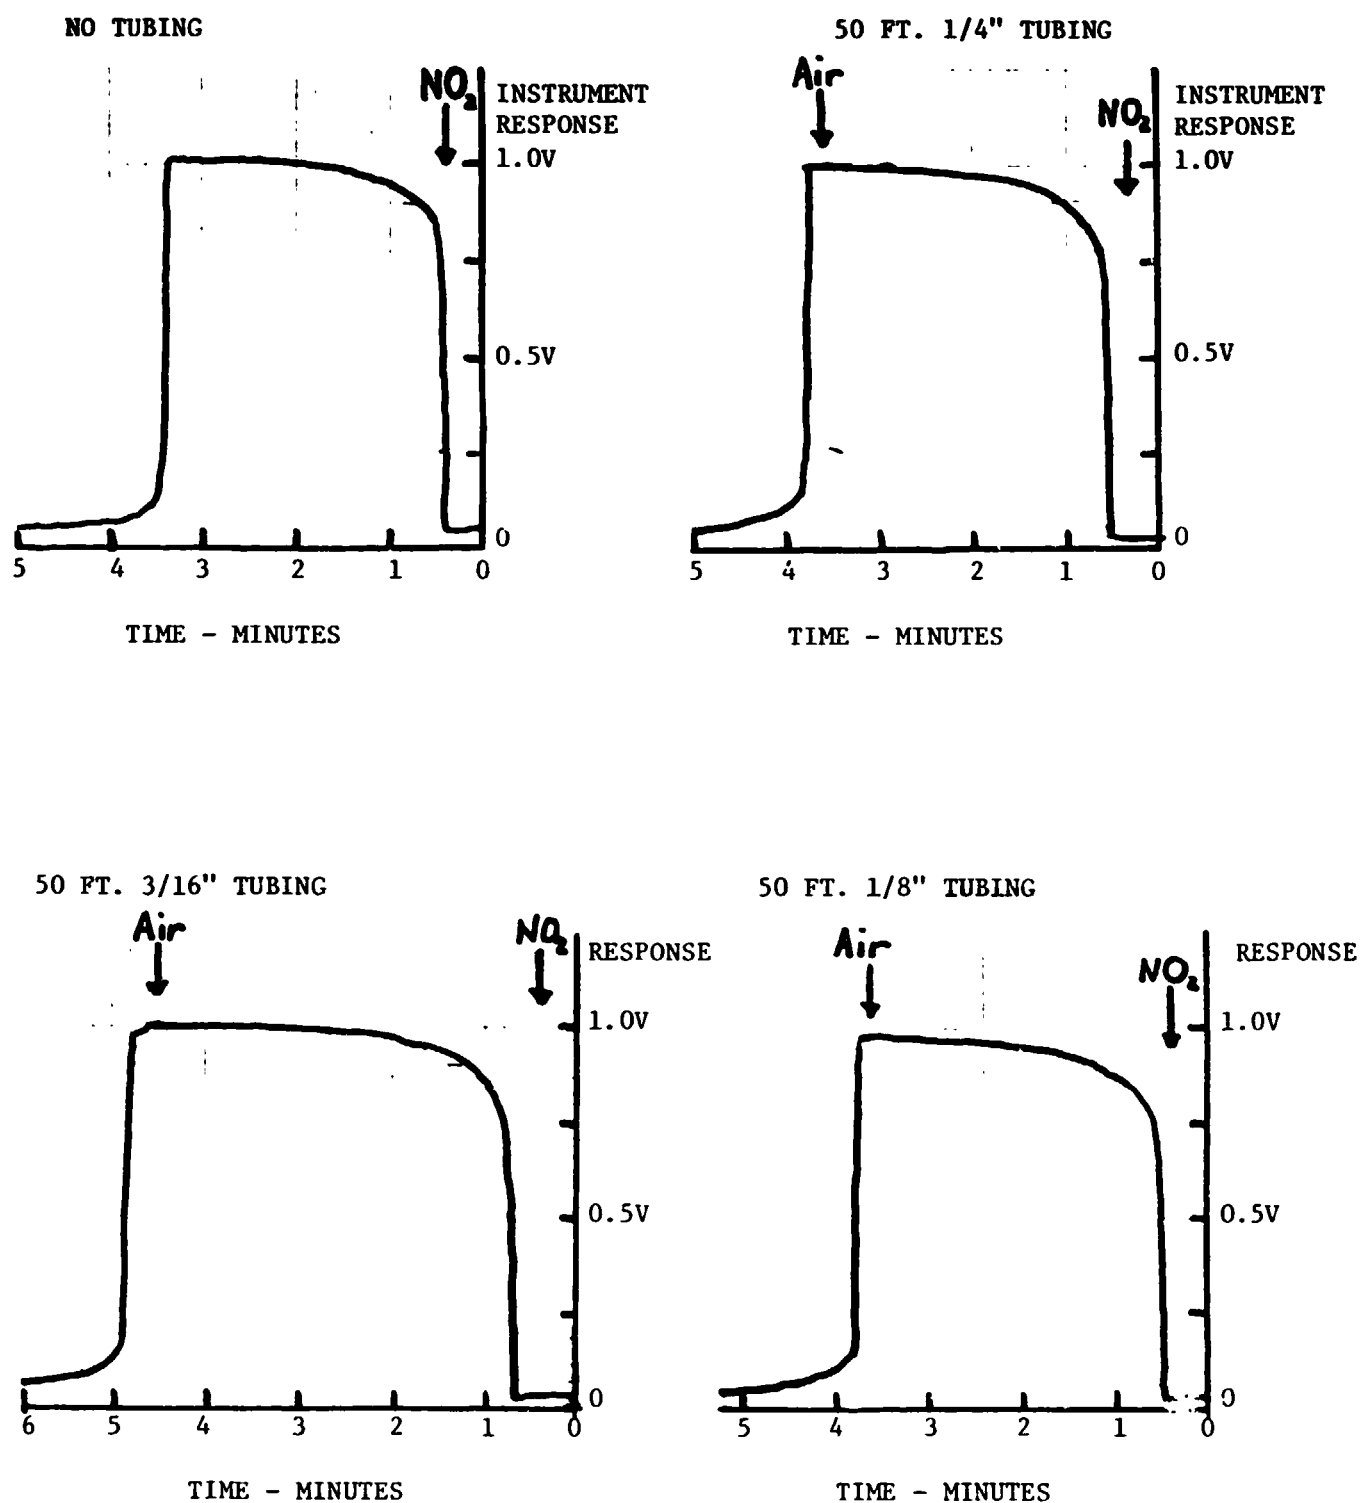 NO TUBING
NO₂
INSTRUMENT
RESPONSE
1.0V
0.5V
0
5 4 3 2 1 0
TIME - MINUTES
50 FT. 1/4" TUBING
Air
NO₂
INSTRUMENT
RESPONSE
1.0V
0.5V
0
5 4 3 2 1 0
TIME - MINUTES
50 FT. 3/16" TUBING
Air
NO₂
RESPONSE
1.0V
0.5V
0
6 5 4 3 2 1 0
TIME - MINUTES
50 FT. 1/8" TUBING
Air
NO₂
RESPONSE
1.0V
0.5V
0
5 4 3 2 1 0
TIME - MINUTES